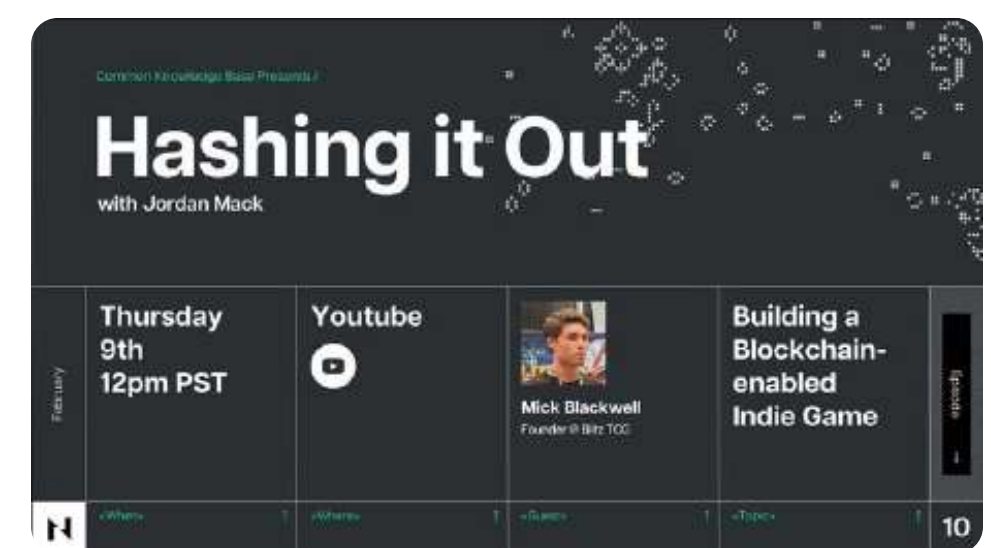 Common Knowledge Base Presents /
Hashing it Out
with Jordan Mack
February
Thursday
9th
12pm PST
Youtube
Mick Blackwell
Founder @ Blitz TCG
Building a
Blockchain-
enabled
Indie Game
Episode
<When>
<Where>
<Guest>
<Topic>
10